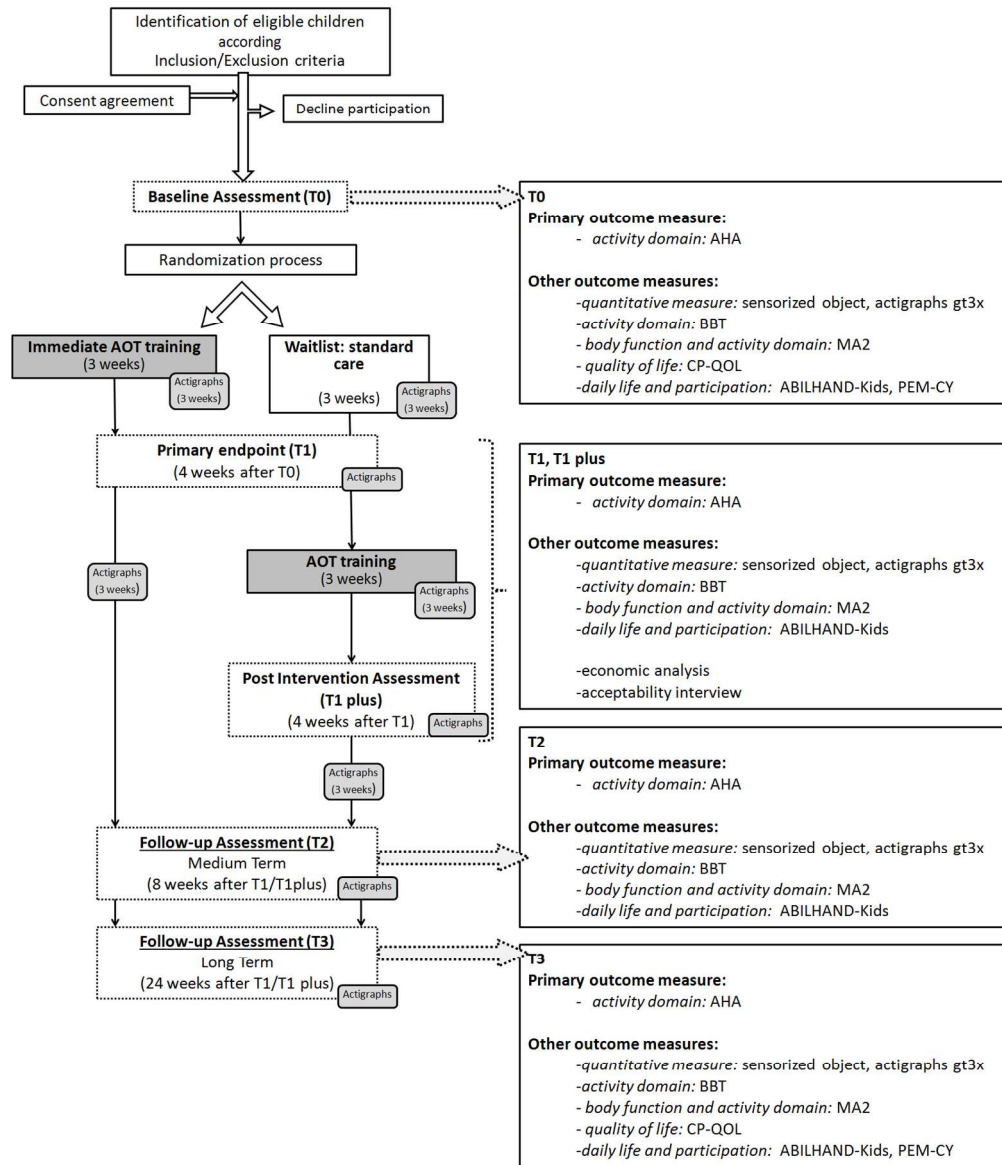 Identification of eligible children
according
Inclusion/Exclusion criteria
Consent agreement
Decline participation
Baseline Assessment (T0)
Randomization process
Immediate AOT training
(3 weeks)
Actigraphs
(3 weeks)
Waitlist: standard
care
(3 weeks)
Actigraphs
(3 weeks)
Primary endpoint (T1)
(4 weeks after T0)
Actigraphs
Actigraphs
(3 weeks)
AOT training
(3 weeks)
Actigraphs
(3 weeks)
Post Intervention Assessment
(T1 plus)
(4 weeks after T1)
Actigraphs
Actigraphs
(3 weeks)
Follow-up Assessment (T2)
Medium Term
(8 weeks after T1/T1plus)
Actigraphs
Follow-up Assessment (T3)
Long Term
(24 weeks after T1/T1 plus)
Actigraphs
T0
Primary outcome measure:
- activity domain: AHA
Other outcome measures:
-quantitative measure: sensorized object, actigraphs gt3x
-activity domain: BBT
- body function and activity domain: MA2
- quality of life: CP-QOL
-daily life and participation: ABILHAND-Kids, PEM-CY
T1, T1 plus
Primary outcome measure:
- activity domain: AHA
Other outcome measures:
-quantitative measure: sensorized object, actigraphs gt3x
-activity domain: BBT
- body function and activity domain: MA2
-daily life and participation: ABILHAND-Kids
-economic analysis
-acceptability interview
T2
Primary outcome measure:
- activity domain: AHA
Other outcome measures:
-quantitative measure: sensorized object, actigraphs gt3x
-activity domain: BBT
- body function and activity domain: MA2
-daily life and participation: ABILHAND-Kids
T3
Primary outcome measure:
- activity domain: AHA
Other outcome measures:
-quantitative measure: sensorized object, actigraphs gt3x
-activity domain: BBT
- body function and activity domain: MA2
- quality of life: CP-QOL
-daily life and participation: ABILHAND-Kids, PEM-CY